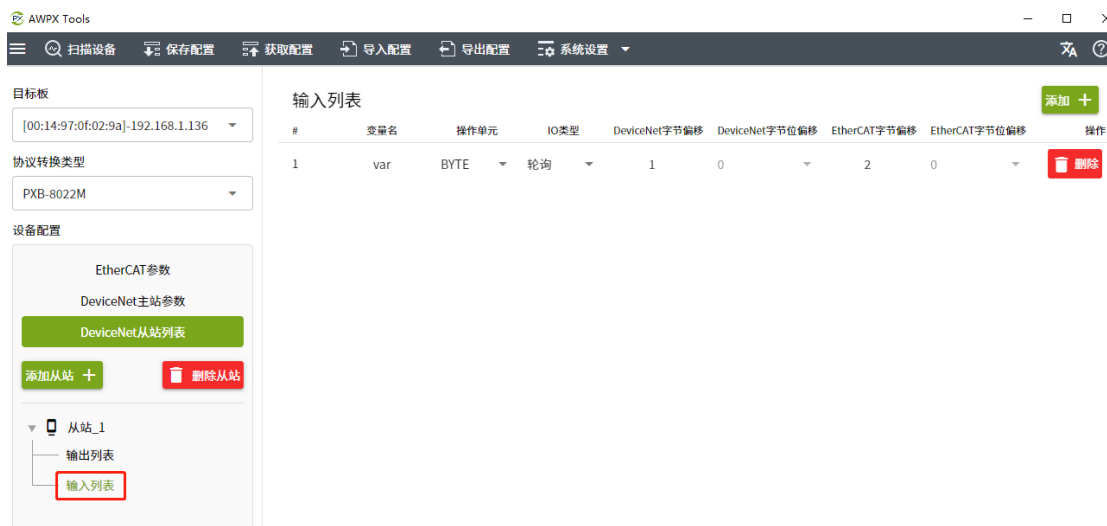 AWPX Tools
扫描设备 保存配置 获取配置 导入配置 导出配置 系统设置
目标板
[00:14:97:0f:02:9a]-192.168.1.136
协议转换类型
PXB-8022M
设备配置
EtherCAT参数
DeviceNet主站参数
DeviceNet从站列表
添加从站 删除从站
从站_1
输出列表
输入列表
输入列表 添加
# 变量名 操作单元 IO类型 DeviceNet字节偏移 DeviceNet字节位偏移 EtherCAT字节偏移 EtherCAT字节位偏移 操作
1 var BYTE 轮询 1 0 2 0 删除